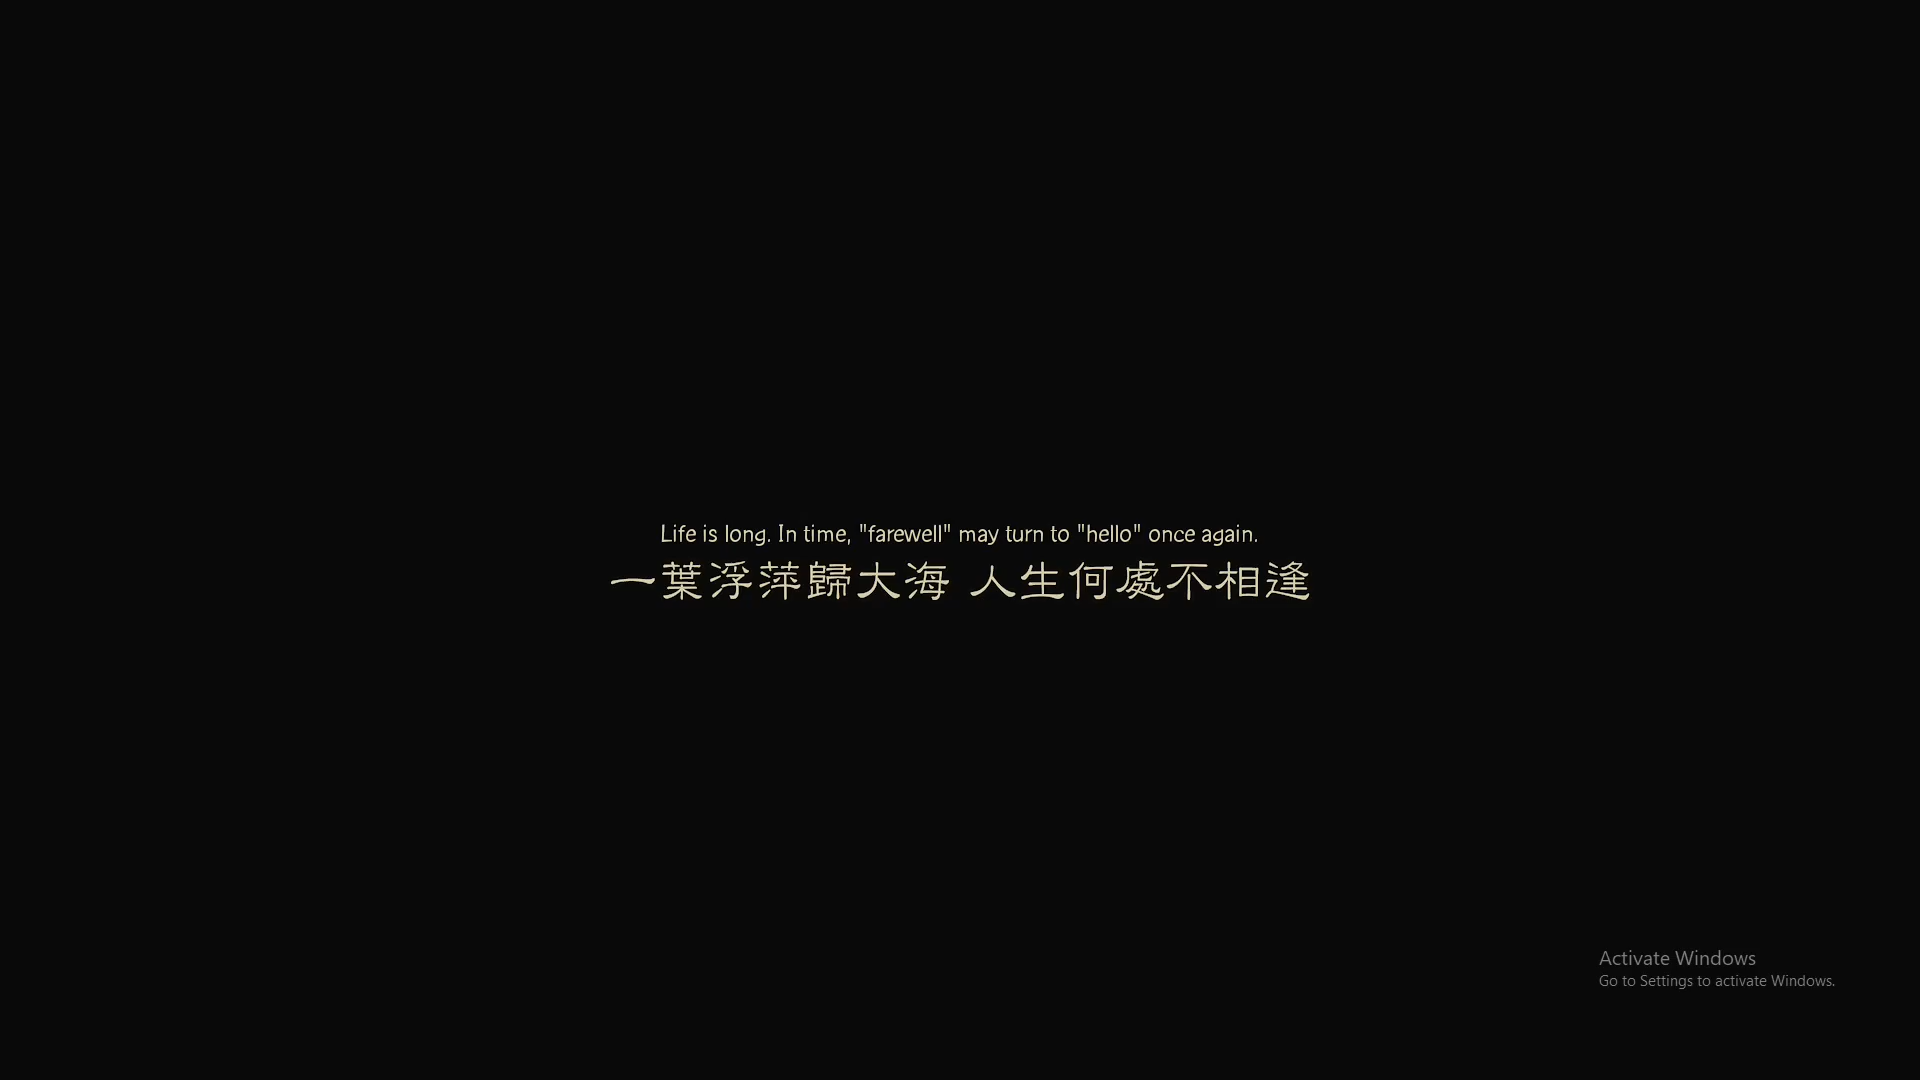 Life is long. In time, "farewell" may turn to "hello" once again.
一葉浮萍歸大海 人生何處不相逢
Activate Windows
Go to Settings to activate Windows.